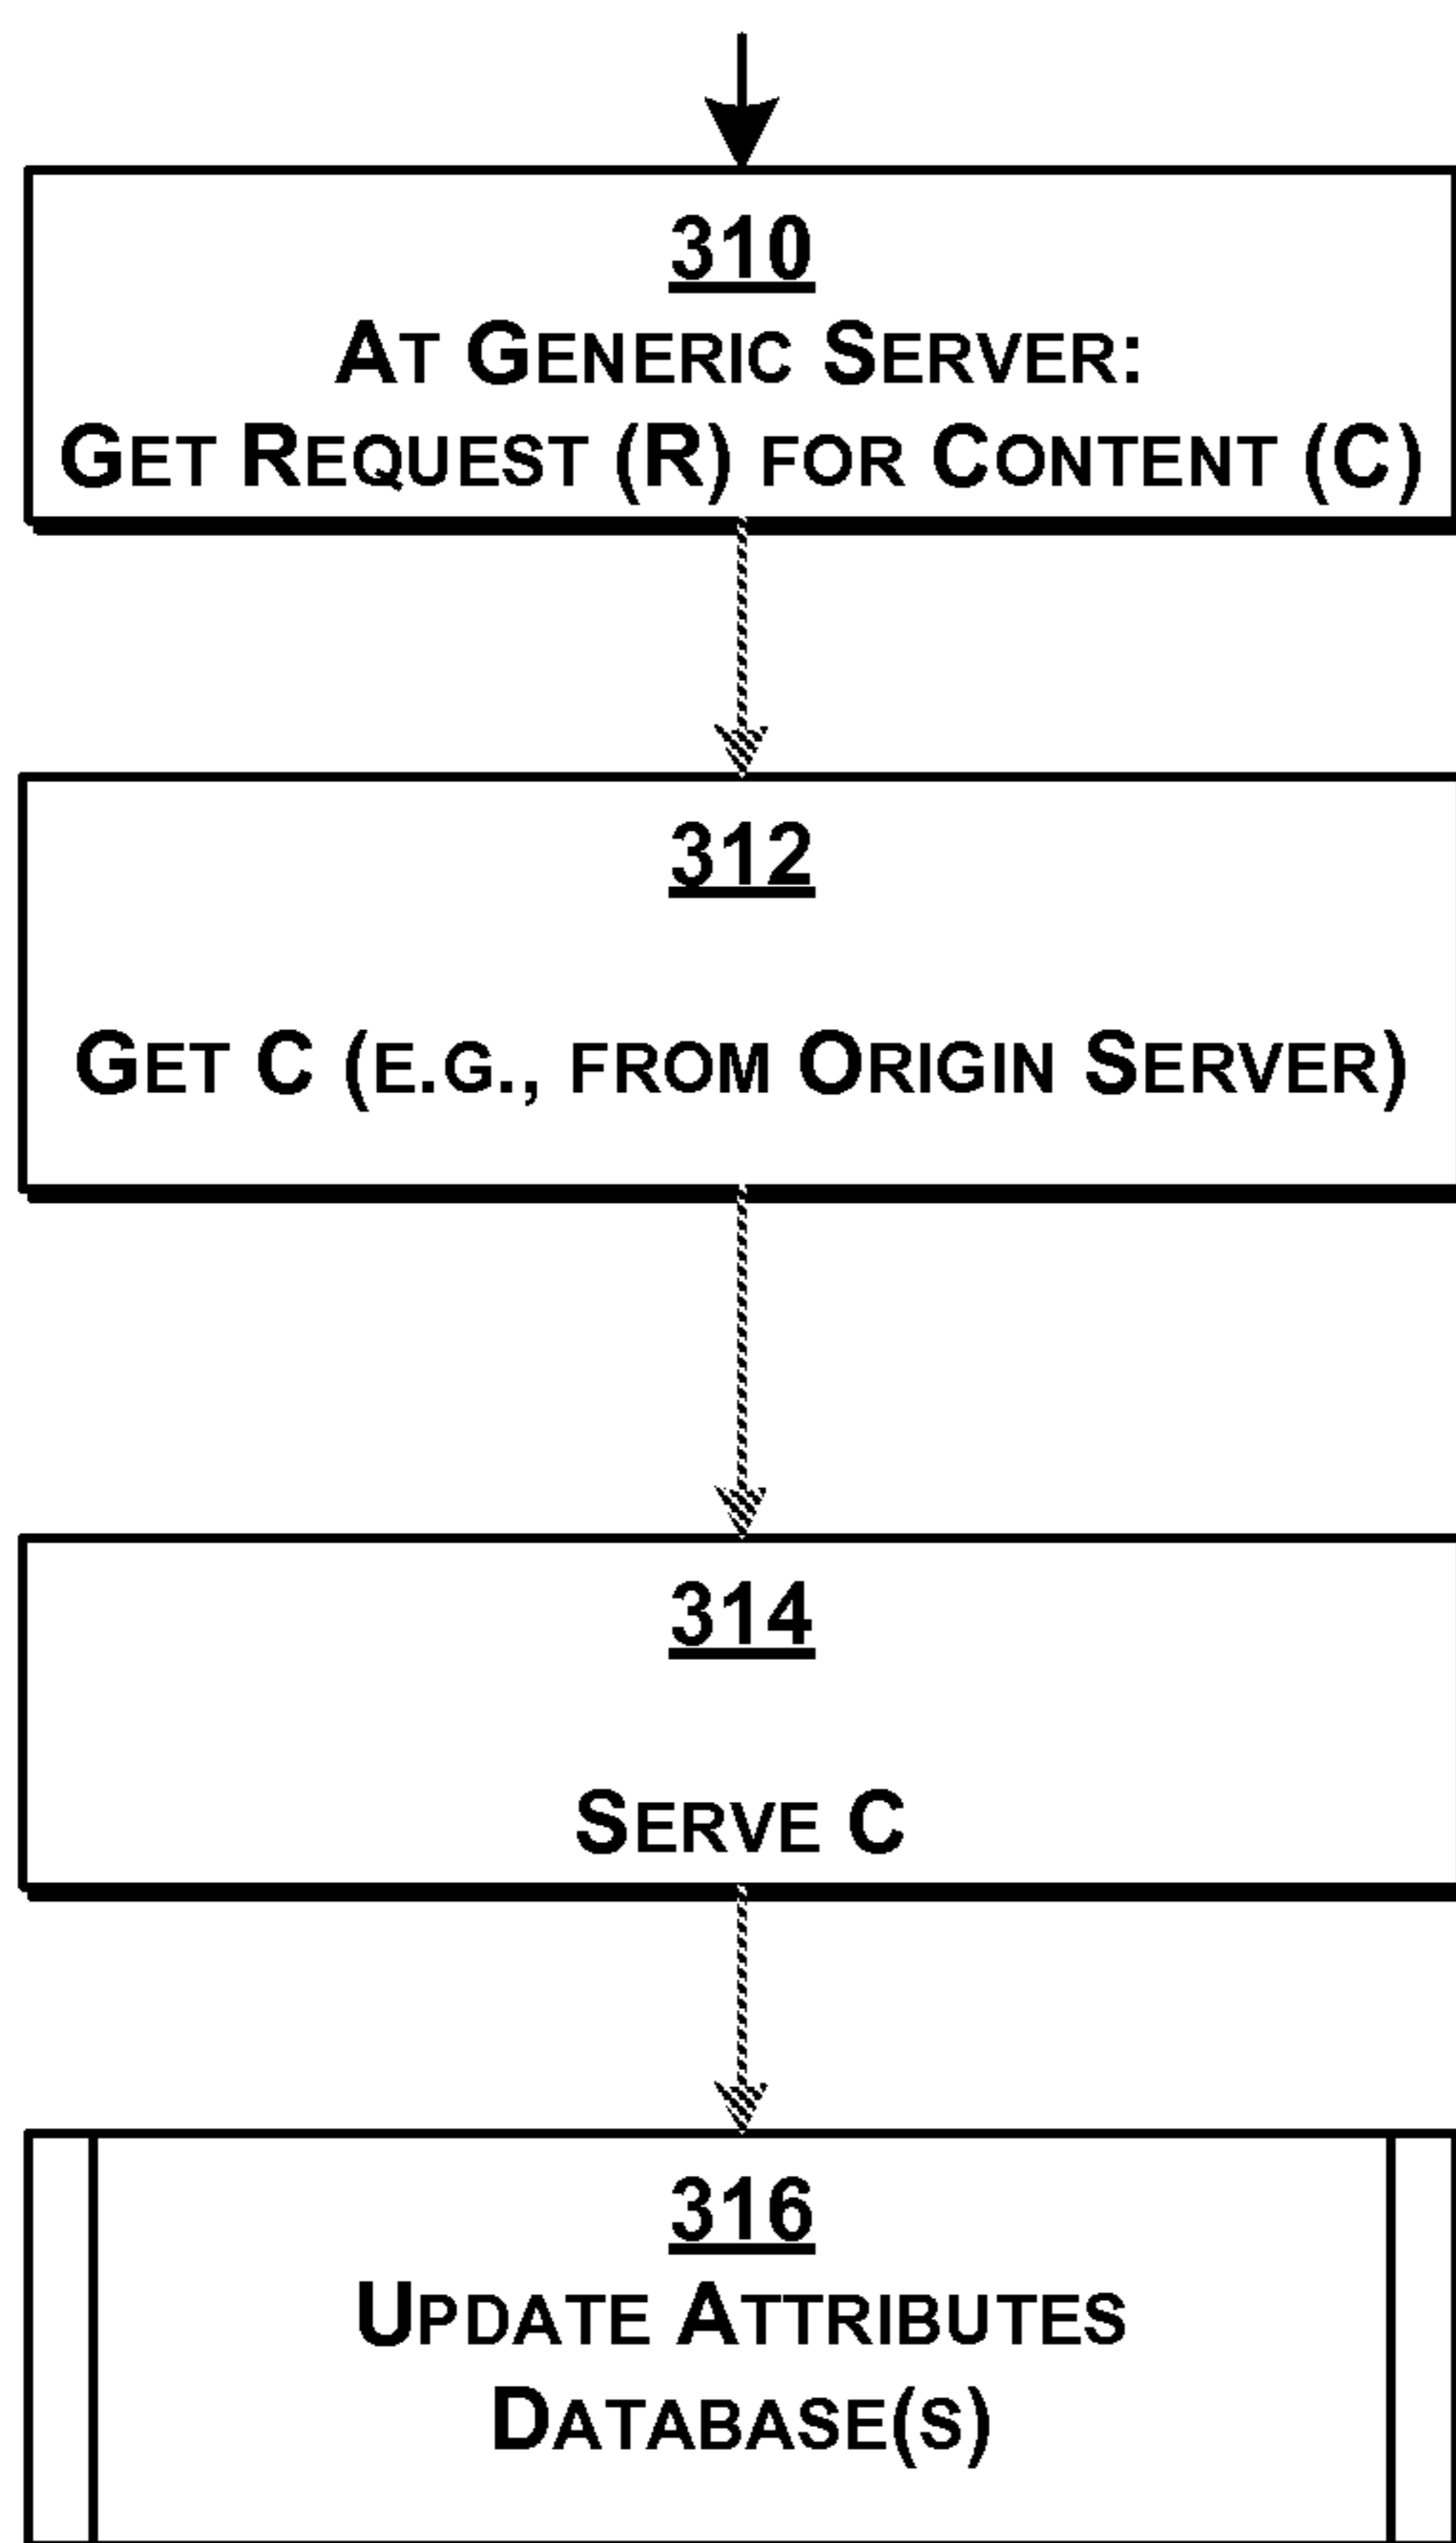 310
AT GENERIC SERVER:
GET REQUEST (R) FOR CONTENT (C)
312
GET C (E.G., FROM ORIGIN SERVER)
314
SERVE C
316
UPDATE ATTRIBUTES
DATABASE(S)